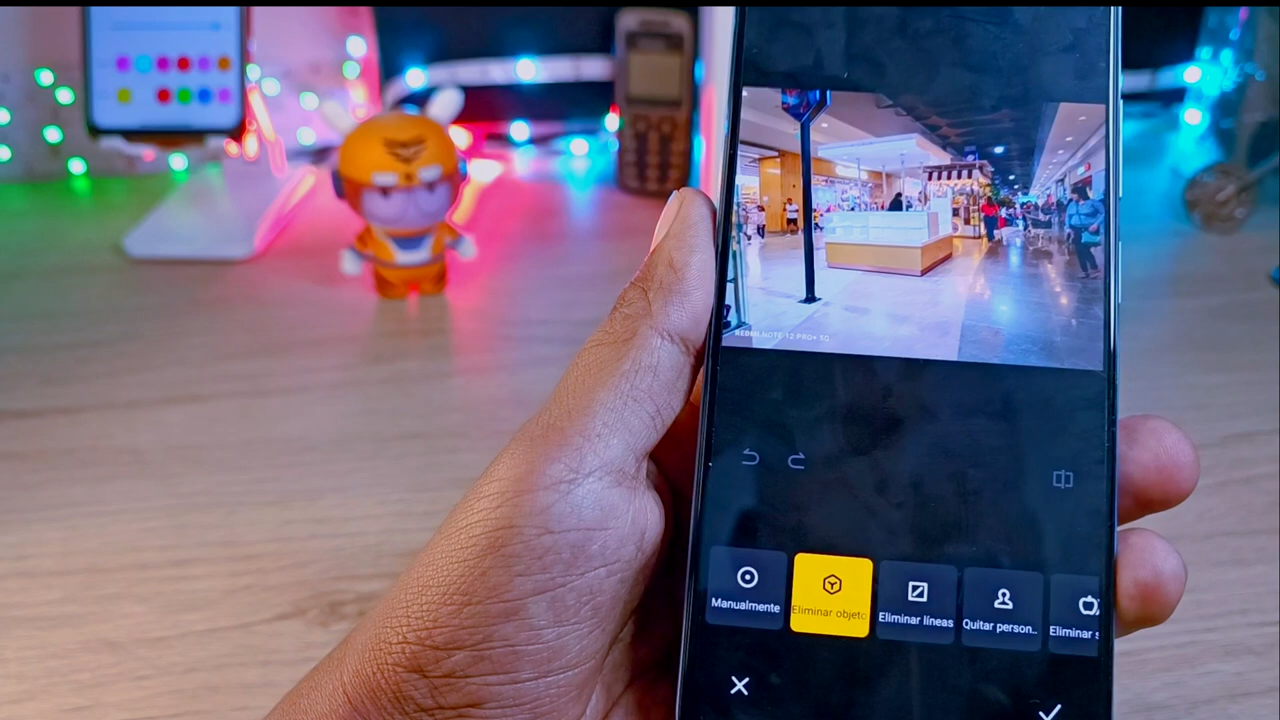 REDMI NOTE 12 PRO+ 5G
Manualmente
Eliminar objeto
Eliminar líneas
Quitar person..
Eliminar s